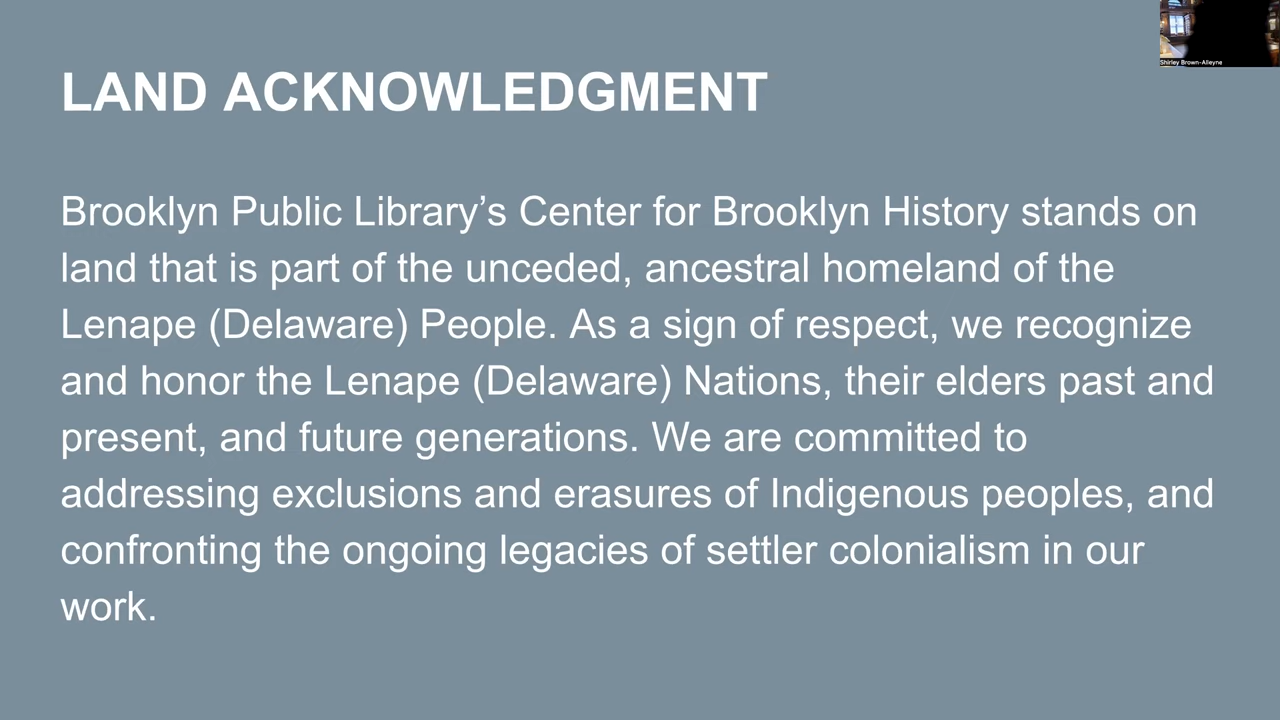 Shirley Brown-Alleyne
LAND ACKNOWLEDGMENT
Brooklyn Public Library’s Center for Brooklyn History stands on
land that is part of the unceded, ancestral homeland of the
Lenape (Delaware) People. As a sign of respect, we recognize
and honor the Lenape (Delaware) Nations, their elders past and
present, and future generations. We are committed to
addressing exclusions and erasures of Indigenous peoples, and
confronting the ongoing legacies of settler colonialism in our
work.